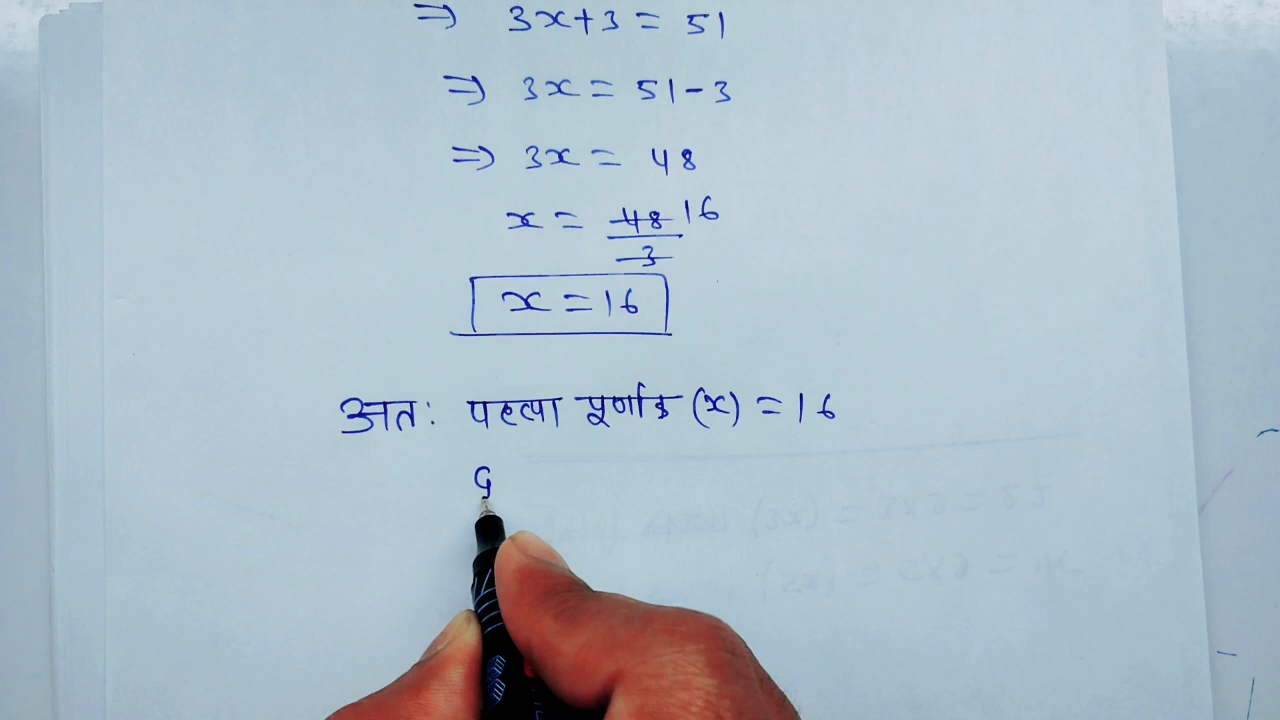 ⇒ 3x+3 = 51
⇒ 3x = 51-3
⇒ 3x = 48
x = 48/3 16
x = 16
अतः पहला पूर्णांक (x) = 16